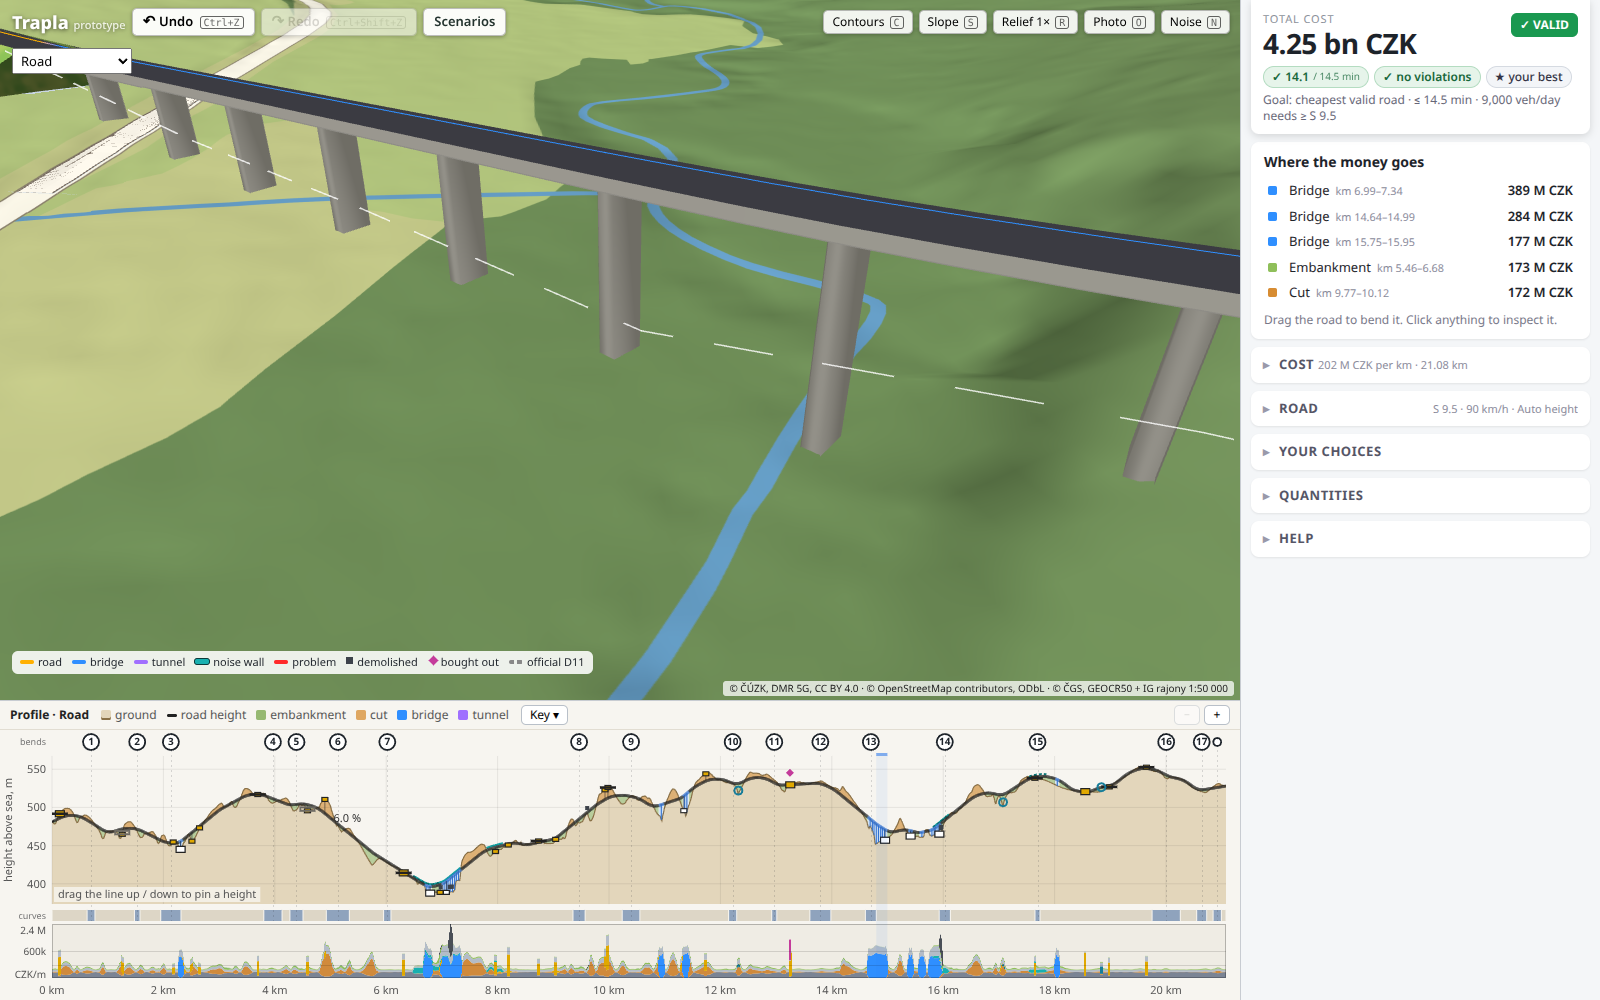 Trapla prototype
↶ Undo Ctrl+Z
↷ Redo Ctrl+Shift+Z
Scenarios
Contours C
Slope S
Relief 1× R
Photo O
Noise N
Road
road
bridge
tunnel
noise wall
problem
demolished
bought out
official D11
© ČÚZK, DMR 5G, CC BY 4.0 · © OpenStreetMap contributors, ODbL · © ČGS, GEOCR50 + IG rajony 1:50 000
TOTAL COST
4.25 bn CZK
✓ VALID
✓ 14.1 / 14.5 min
✓ no violations
★ your best
Goal: cheapest valid road · ≤ 14.5 min · 9,000 veh/day
needs ≥ S 9.5
Where the money goes
Bridge km 6.99–7.34 389 M CZK
Bridge km 14.64–14.99 284 M CZK
Bridge km 15.75–15.95 177 M CZK
Embankment km 5.46–6.68 173 M CZK
Cut km 9.77–10.12 172 M CZK
Drag the road to bend it. Click anything to inspect it.
▶ COST 202 M CZK per km · 21.08 km
▶ ROAD S 9.5 · 90 km/h · Auto height
▶ YOUR CHOICES
▶ QUANTITIES
▶ HELP
Profile · Road
ground
road height
embankment
cut
bridge
tunnel
Key ▾
− +
bends
1 2 3 4 5 6 7 8 9 10 11 12 13 14 15 16 17
height above sea, m
550
500
450
400
6.0 %
drag the line up / down to pin a height
curves
2.4 M
600k
CZK/m
0 km 2 km 4 km 6 km 8 km 10 km 12 km 14 km 16 km 18 km 20 km